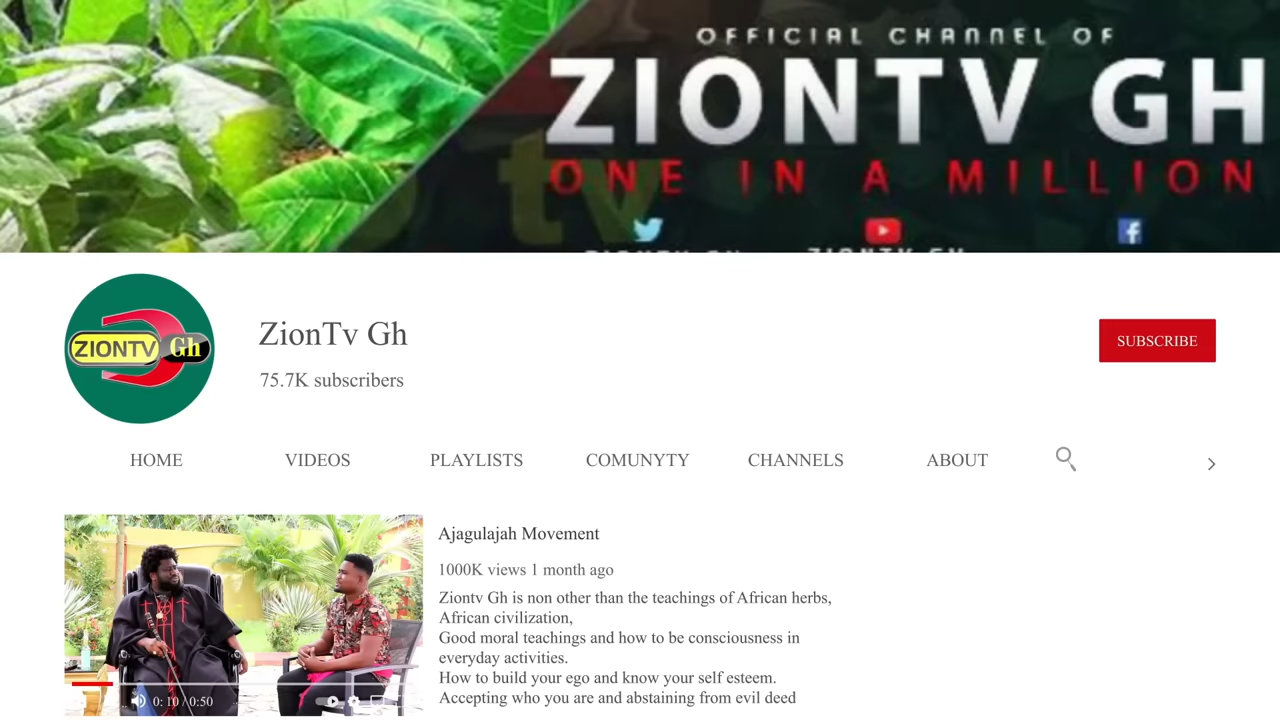 OFFICIAL CHANNEL OF
ZIONTV GH
ONE IN A MILLION
tv
ZIONTV Gh
ZionTv Gh
75.7K subscribers
SUBSCRIBE
HOME VIDEOS PLAYLISTS COMUNYTY CHANNELS ABOUT
Ajagulajah Movement
1000K views 1 month ago
Ziontv Gh is non other than the teachings of African herbs,
African civilization,
Good moral teachings and how to be consciousness in
everyday activities.
How to build your ego and know your self esteem.
Accepting who you are and abstaining from evil deed
0:10 / 0:50